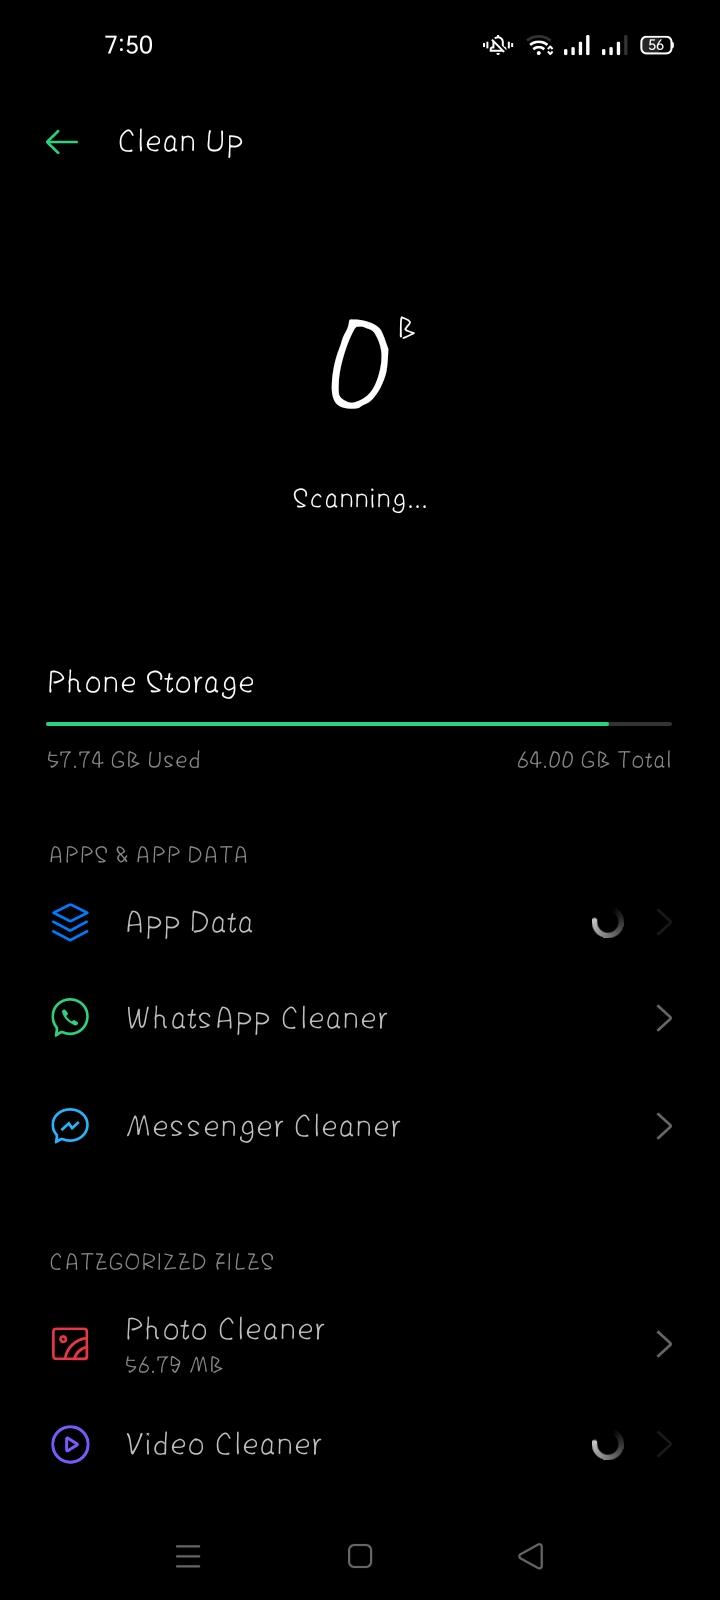 7:50
56
Clean Up
0 B
Scanning...
Phone Storage
57.74 GB Used
64.00 GB Total
APPS & APP DATA
App Data
WhatsApp Cleaner
Messenger Cleaner
CATEGORIZED FILES
Photo Cleaner
56.79 MB
Video Cleaner